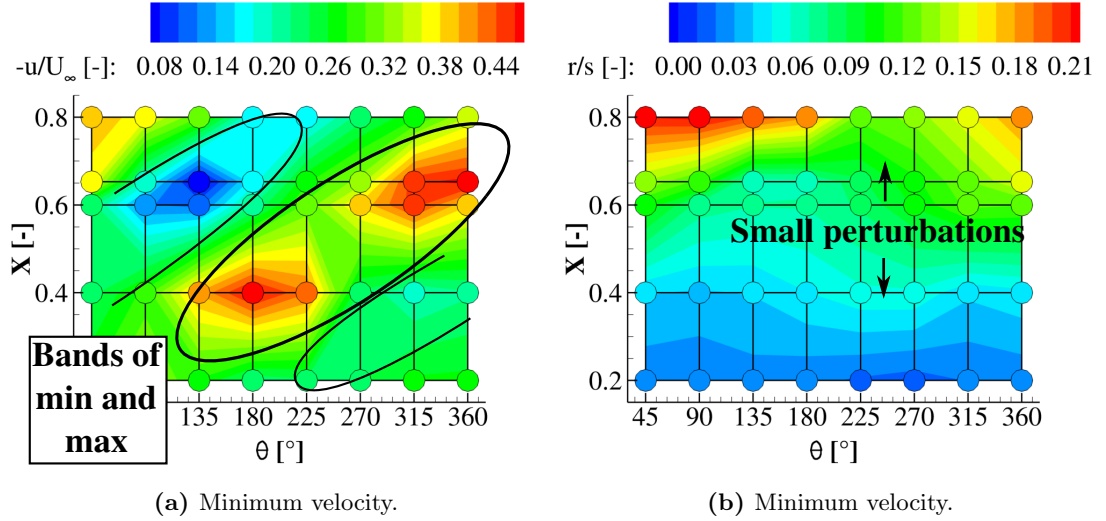 -u/U∞ [-]: 0.08 0.14 0.20 0.26 0.32 0.38 0.44
0.8
0.6
0.4
X [-]
Bands of
min and
max
135 180 225 270 315 360
θ [°]
(a) Minimum velocity.
r/s [-]: 0.00 0.03 0.06 0.09 0.12 0.15 0.18 0.21
0.8
0.6
0.4
0.2
X [-]
Small perturbations
45 90 135 180 225 270 315 360
θ [°]
(b) Minimum velocity.